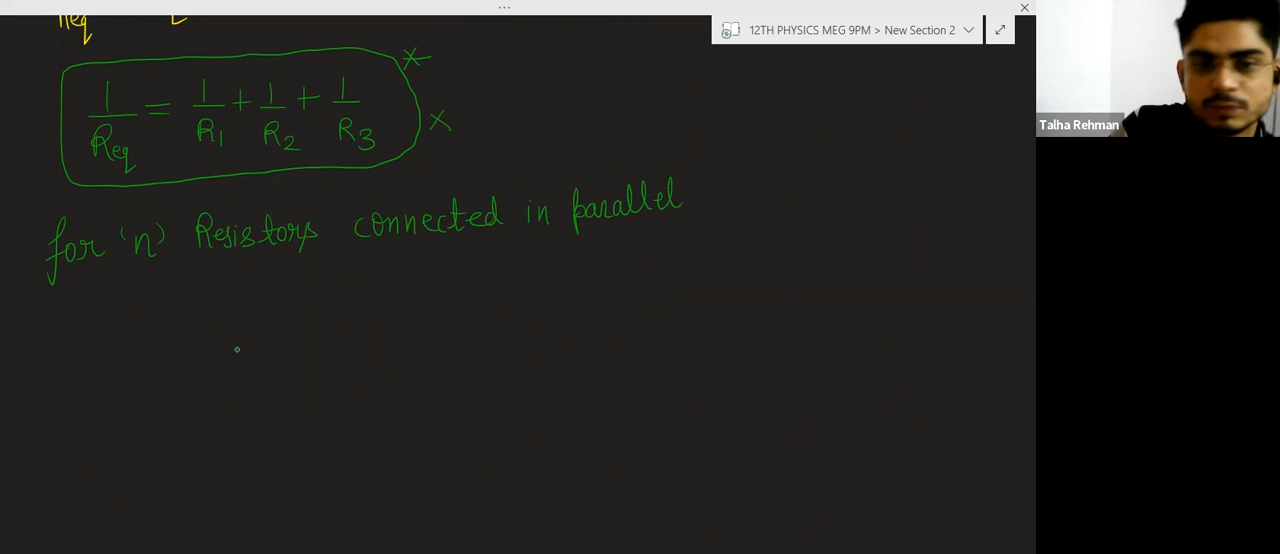 Req
12TH PHYSICS MEG 9PM > New Section 2
Talha Rehman
1/Req = 1/R1 + 1/R2 + 1/R3
for 'n' Resistors connected in parallel